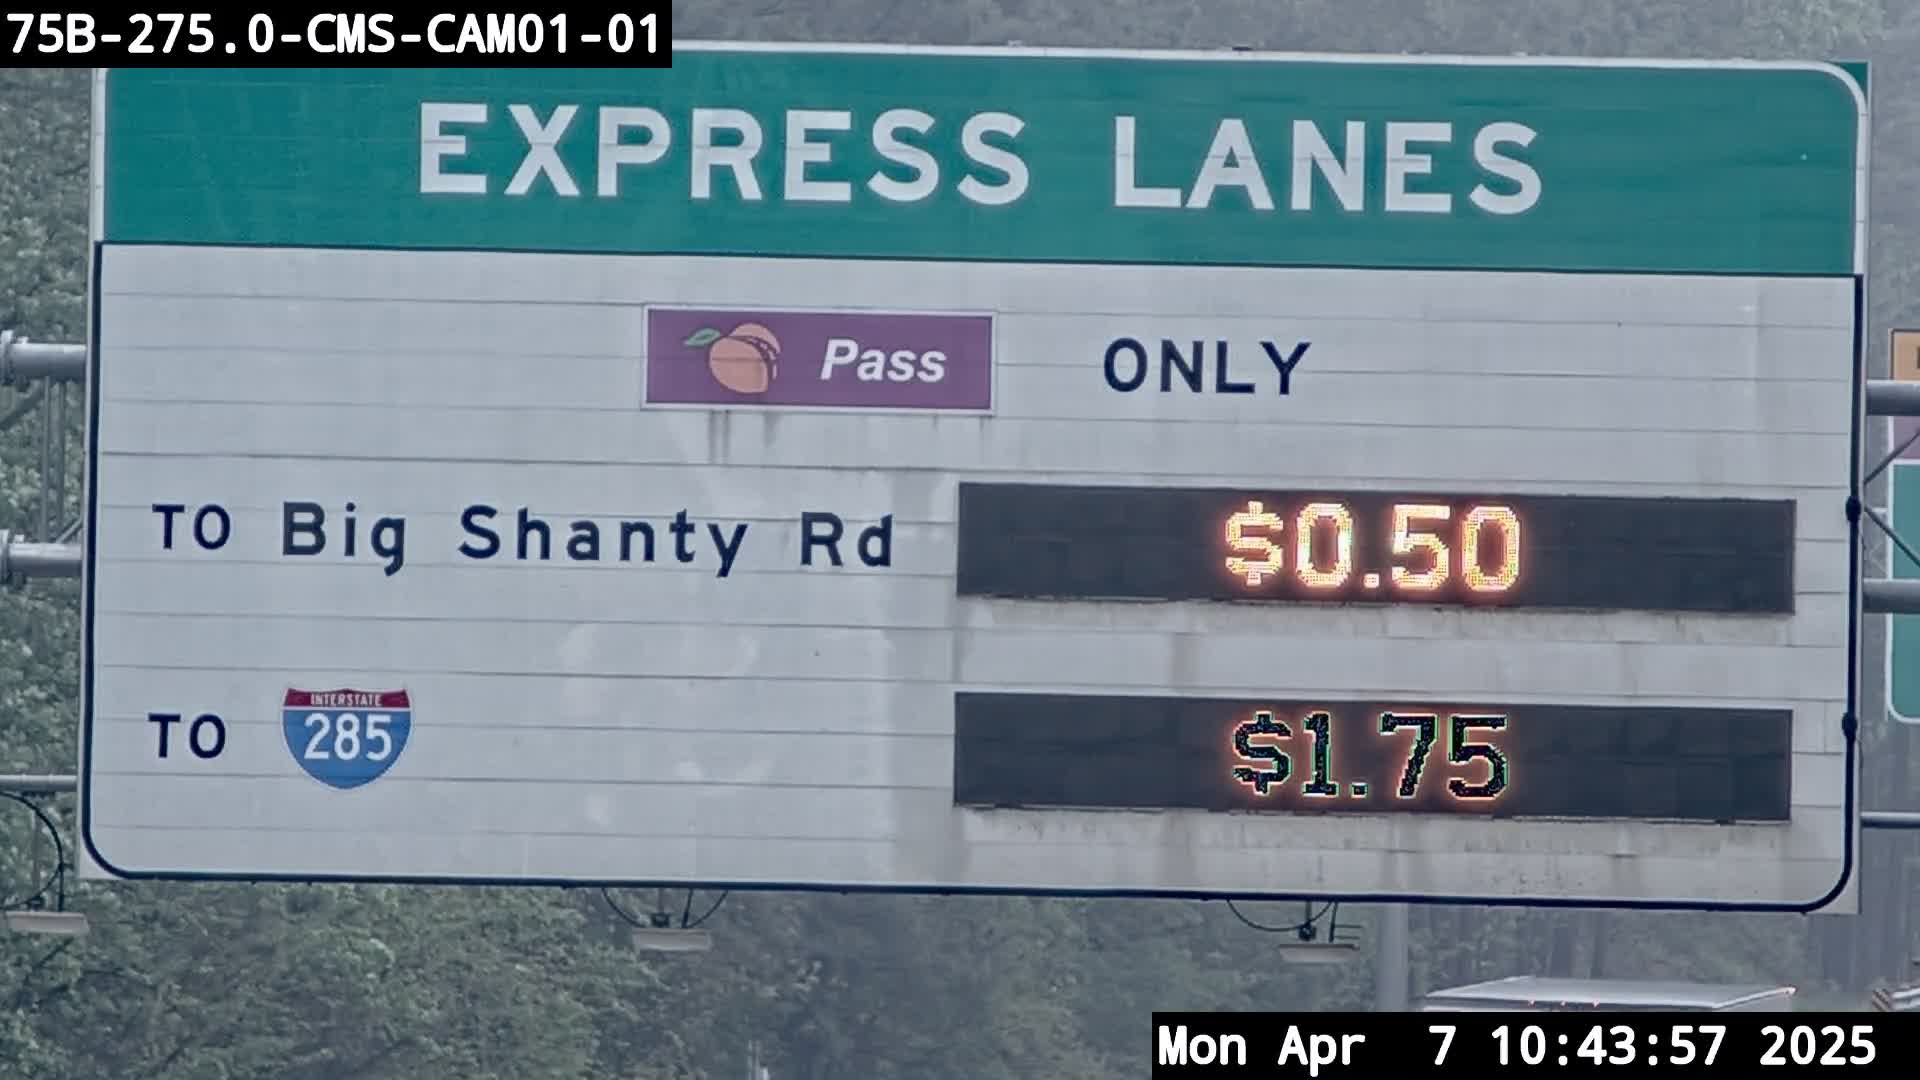 75B-275.0-CMS-CAM01-01
EXPRESS LANES
Pass ONLY
TO Big Shanty Rd $0.50
INTERSTATE
TO 285 $1.75
Mon Apr 7 10:43:57 2025